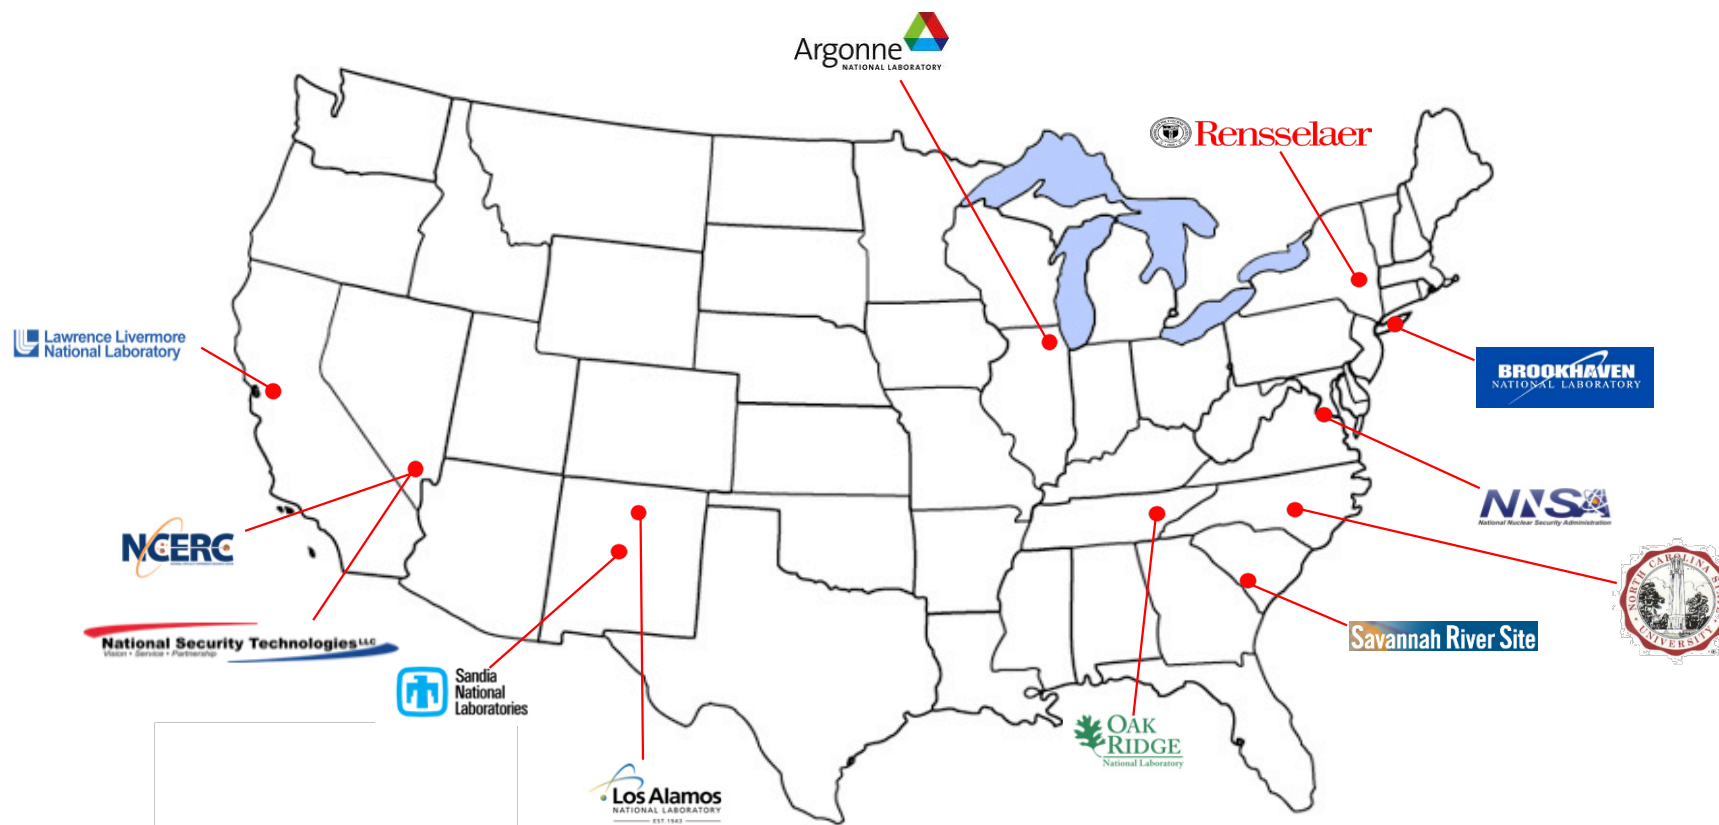 Argonne
NATIONAL LABORATORY
Rensselaer
Lawrence Livermore
National Laboratory
BROOKHAVEN
NATIONAL LABORATORY
NNSA
National Nuclear Security Administration
NCERC
NORTH CAROLINA
UNIVERSITY
National Security Technologies LLC
Vision • Service • Partnership
Savannah River Site
Sandia
National
Laboratories
OAK
RIDGE
National Laboratory
Los Alamos
NATIONAL LABORATORY
EST. 1943